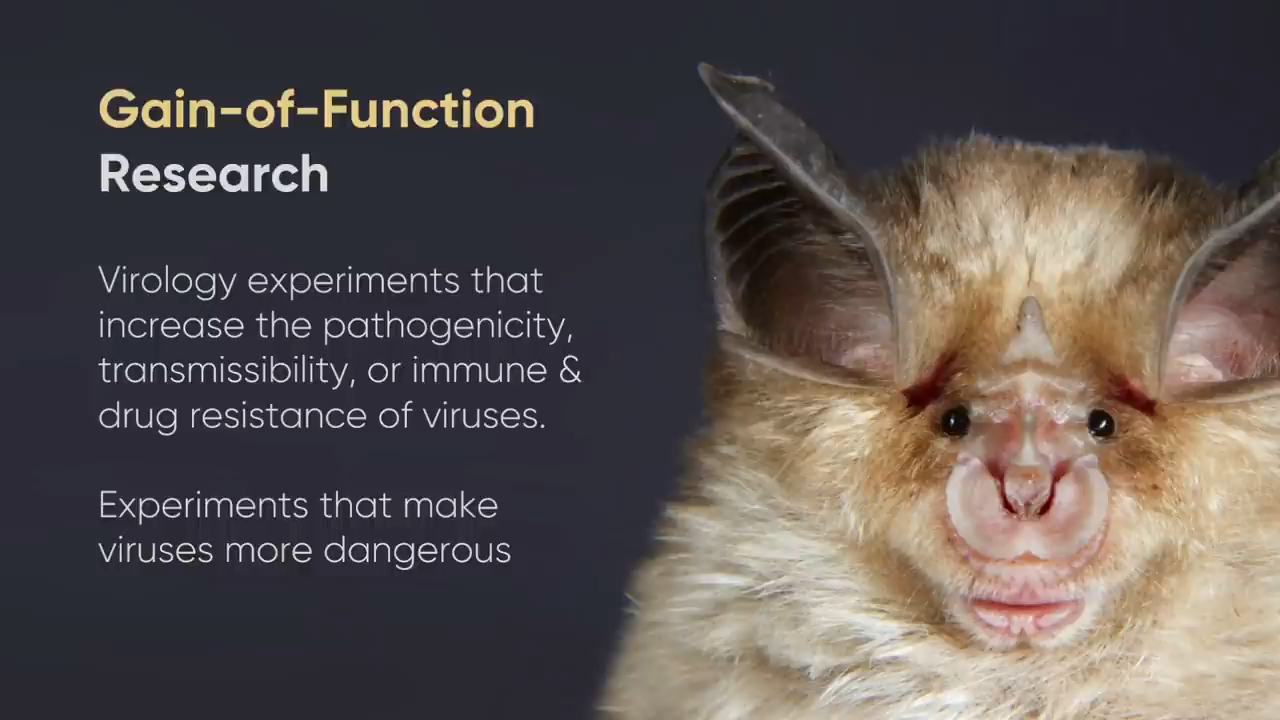 Gain-of-Function
Research
Virology experiments that
increase the pathogenicity,
transmissibility, or immune &
drug resistance of viruses.
Experiments that make
viruses more dangerous